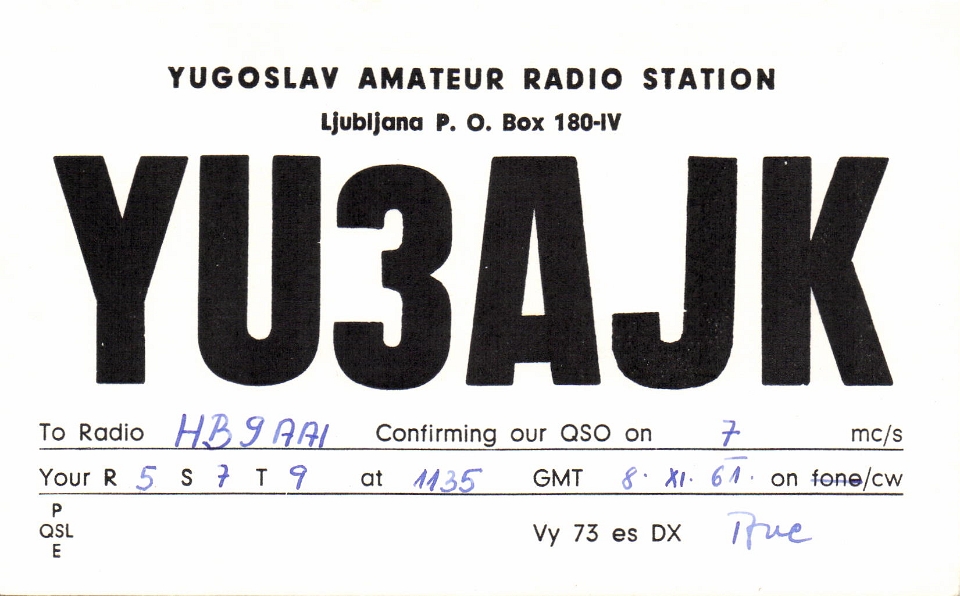 YUGOSLAV AMATEUR RADIO STATION
Ljubljana P. O. Box 180-IV
YU3AJK
To Radio HB9AAI Confirming our QSO on 7 mc/s
Your R 5 S 7 T 9 at 1135 GMT 8. XI. 61. on fone/cw
P
QSL Vy 73 es DX
E